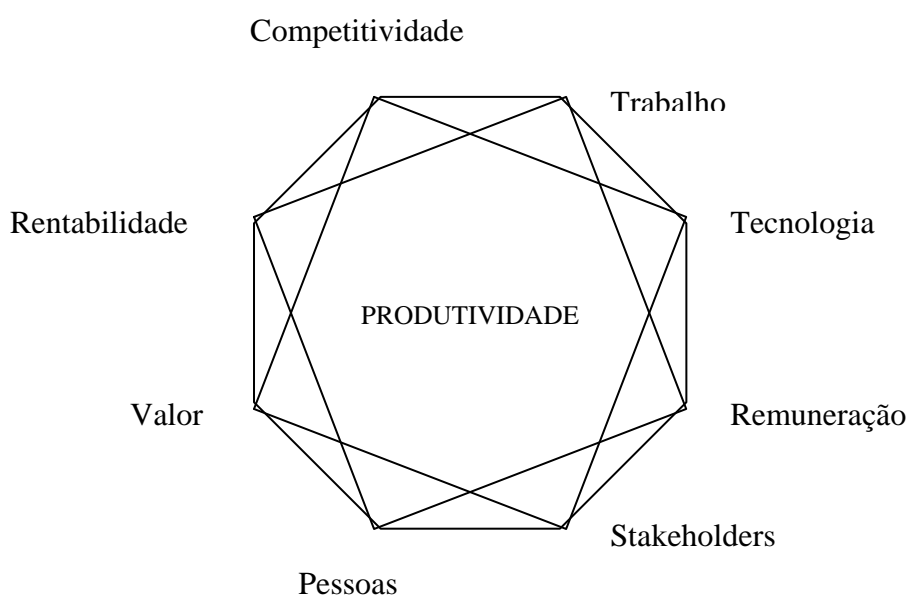 Competitividade
Trabalho
Rentabilidade
Tecnologia
PRODUTIVIDADE
Valor
Remuneração
Stakeholders
Pessoas